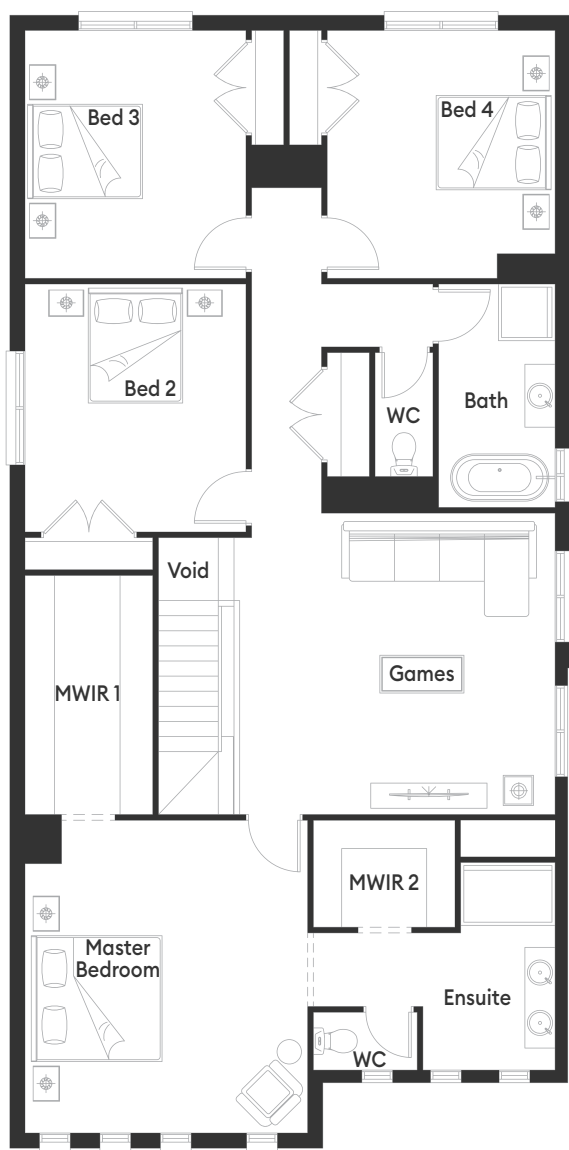 Bed 3
Bed 4
Bed 2
WC
Bath
Void
Games
MWIR 1
MWIR 2
Master
Bedroom
Ensuite
WC